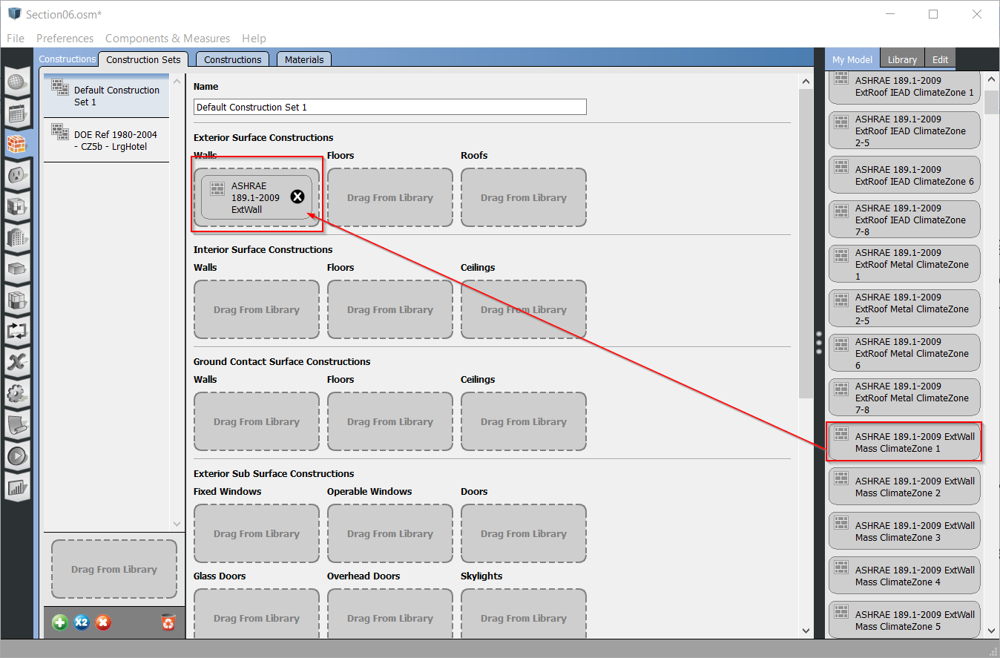 Section06.osm*
File Preferences Components & Measures Help
Constructions Construction Sets Constructions Materials
My Model Library Edit
Default Construction
Set 1
DOE Ref 1980-2004
- CZ5b - LrgHotel
Drag From Library
X2
Name
Default Construction Set 1
Exterior Surface Constructions
Walls Floors Roofs
ASHRAE
189.1-2009
ExtWall
Drag From Library Drag From Library
Interior Surface Constructions
Walls Floors Ceilings
Drag From Library Drag From Library Drag From Library
Ground Contact Surface Constructions
Walls Floors Ceilings
Drag From Library Drag From Library Drag From Library
Exterior Sub Surface Constructions
Fixed Windows Operable Windows Doors
Drag From Library Drag From Library Drag From Library
Glass Doors Overhead Doors Skylights
Drag From Library Drag From Library Drag From Library
ASHRAE 189.1-2009
ExtRoof IEAD ClimateZone 1
ASHRAE 189.1-2009
ExtRoof IEAD ClimateZone
2-5
ASHRAE 189.1-2009
ExtRoof IEAD ClimateZone 6
ASHRAE 189.1-2009
ExtRoof IEAD ClimateZone
7-8
ASHRAE 189.1-2009
ExtRoof Metal ClimateZone
1
ASHRAE 189.1-2009
ExtRoof Metal ClimateZone
2-5
ASHRAE 189.1-2009
ExtRoof Metal ClimateZone
6
ASHRAE 189.1-2009
ExtRoof Metal ClimateZone
7-8
ASHRAE 189.1-2009 ExtWall
Mass ClimateZone 1
ASHRAE 189.1-2009 ExtWall
Mass ClimateZone 2
ASHRAE 189.1-2009 ExtWall
Mass ClimateZone 3
ASHRAE 189.1-2009 ExtWall
Mass ClimateZone 4
ASHRAE 189.1-2009 ExtWall
Mass ClimateZone 5